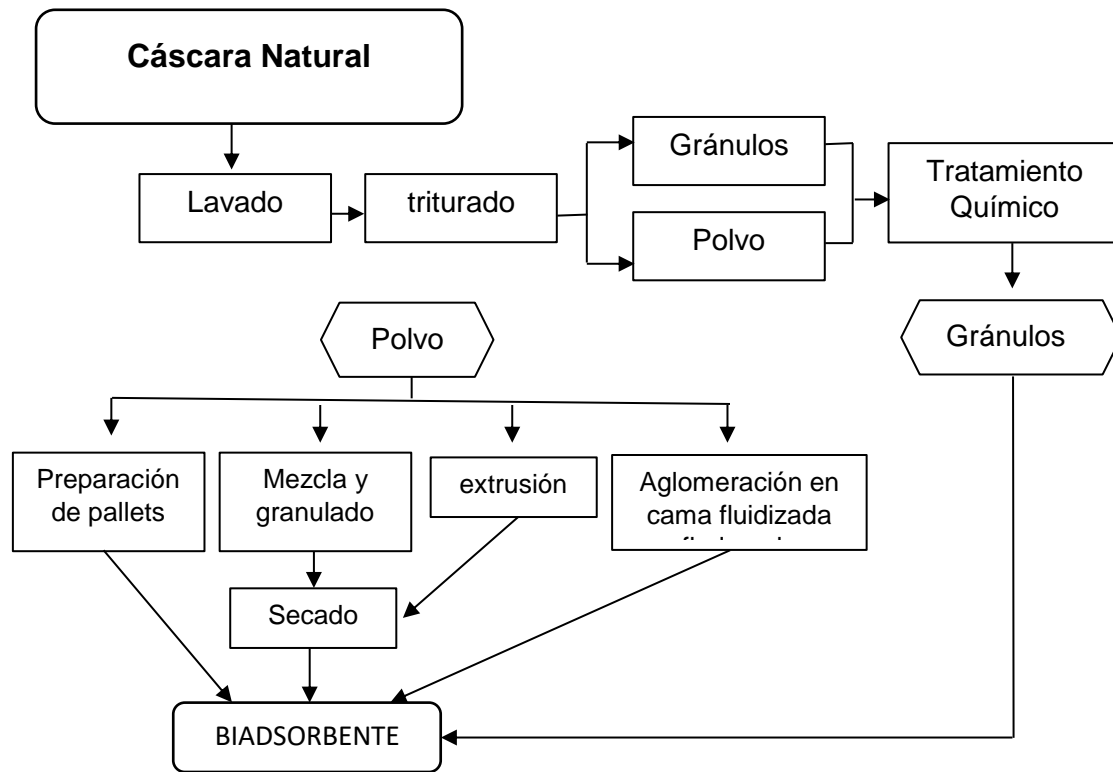 Cáscara Natural
Gránulos
Lavado
triturado
Polvo
Tratamiento
Químico
Polvo
Gránulos
Preparación
de pallets
Mezcla y
granulado
extrusión
Aglomeración en
cama fluidizada
Secado
BIADSORBENTE